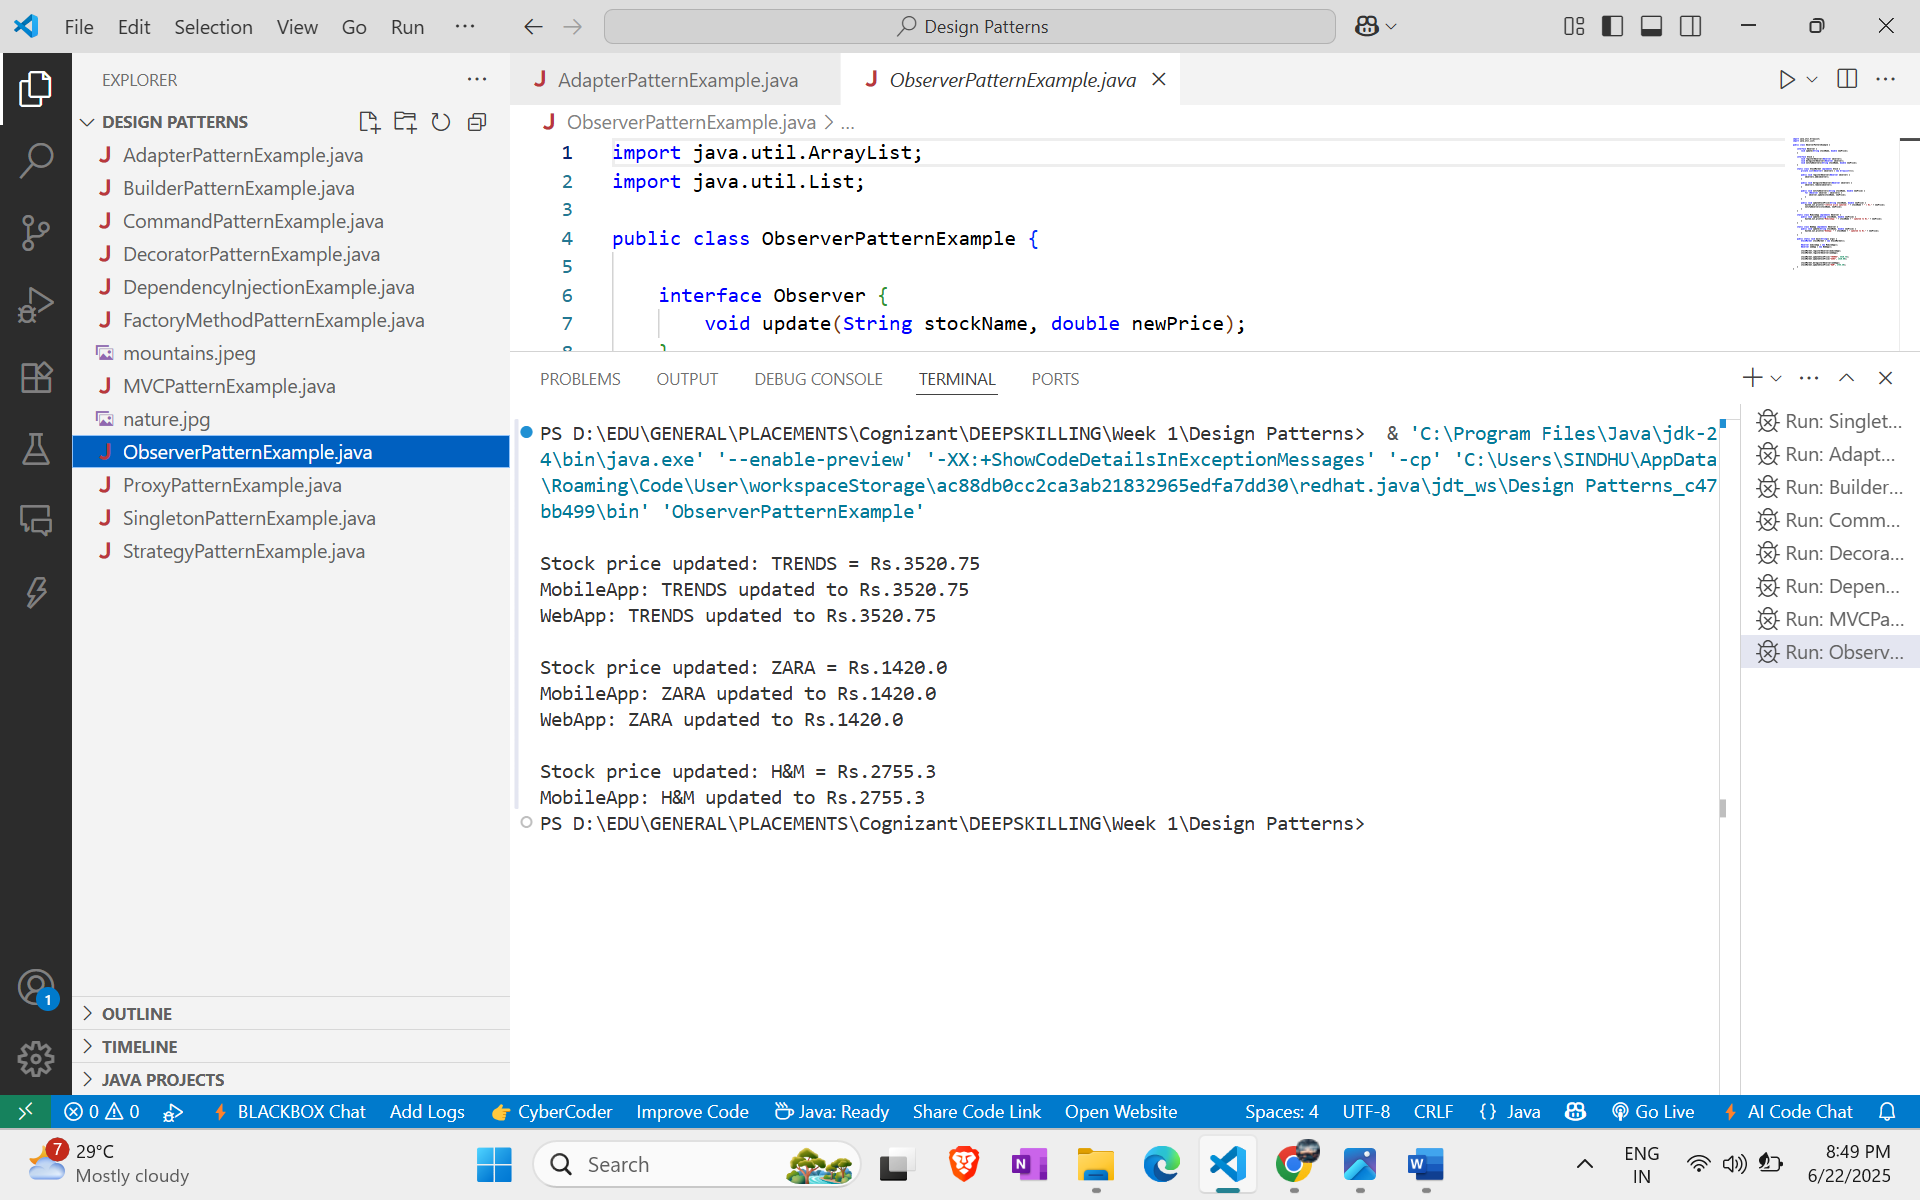 File Edit Selection View Go Run ···
Design Patterns
EXPLORER
DESIGN PATTERNS
AdapterPatternExample.java
BuilderPatternExample.java
CommandPatternExample.java
DecoratorPatternExample.java
DependencyInjectionExample.java
FactoryMethodPatternExample.java
mountains.jpeg
MVCPatternExample.java
nature.jpg
ObserverPatternExample.java
ProxyPatternExample.java
SingletonPatternExample.java
StrategyPatternExample.java
OUTLINE
TIMELINE
JAVA PROJECTS
1
AdapterPatternExample.java ObserverPatternExample.java
ObserverPatternExample.java > ...
1 import java.util.ArrayList;
2 import java.util.List;
3
4 public class ObserverPatternExample {
5
6 interface Observer {
7 void update(String stockName, double newPrice);
8 }
PROBLEMS OUTPUT DEBUG CONSOLE TERMINAL PORTS
PS D:\EDU\GENERAL\PLACEMENTS\Cognizant\DEEPSKILLING\Week 1\Design Patterns> & 'C:\Program Files\Java\jdk-2
4\bin\java.exe' '--enable-preview' '-XX:+ShowCodeDetailsInExceptionMessages' '-cp' 'C:\Users\SINDHU\AppData
\Roaming\Code\User\workspaceStorage\ac88db0cc2ca3ab21832965edfa7dd30\redhat.java\jdt_ws\Design Patterns_c47
bb499\bin' 'ObserverPatternExample'
Stock price updated: TRENDS = Rs.3520.75
MobileApp: TRENDS updated to Rs.3520.75
WebApp: TRENDS updated to Rs.3520.75
Stock price updated: ZARA = Rs.1420.0
MobileApp: ZARA updated to Rs.1420.0
WebApp: ZARA updated to Rs.1420.0
Stock price updated: H&M = Rs.2755.3
MobileApp: H&M updated to Rs.2755.3
PS D:\EDU\GENERAL\PLACEMENTS\Cognizant\DEEPSKILLING\Week 1\Design Patterns>
Run: Singlet...
Run: Adapt...
Run: Builder...
Run: Comm...
Run: Decora...
Run: Depen...
Run: MVCPa...
Run: Observ...
0 0 BLACKBOX Chat Add Logs CyberCoder Improve Code Java: Ready Share Code Link Open Website Spaces: 4 UTF-8 CRLF {} Java Go Live AI Code Chat
7
29°C
Mostly cloudy
Search
ENG
IN
8:49 PM
6/22/2025